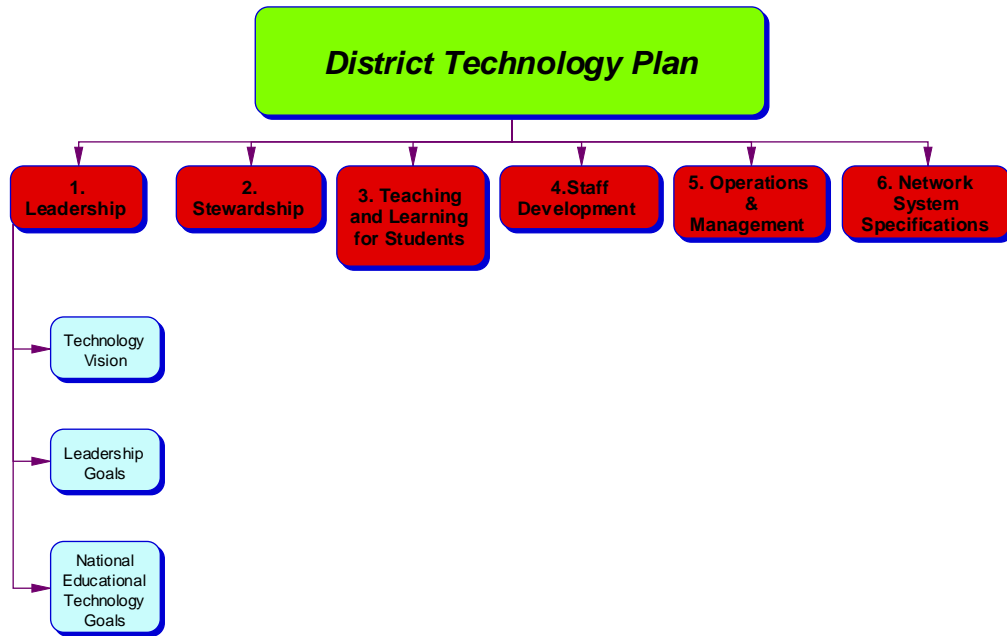 District Technology Plan
1.
Leadership
2.
Stewardship
3. Teaching
and Learning
for Students
4.Staff
Development
5. Operations
&
Management
6. Network
System
Specifications
Technology
Vision
Leadership
Goals
National
Educational
Technology
Goals